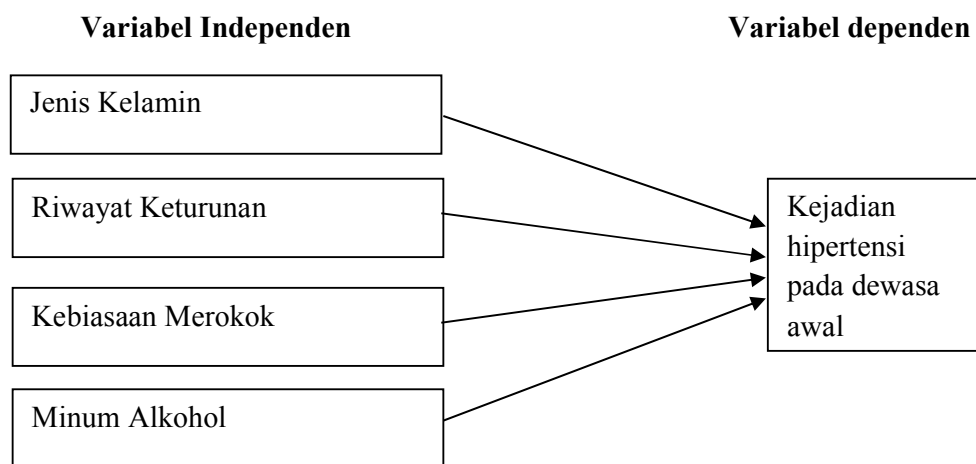 Variabel Independen
Variabel dependen
Jenis Kelamin
Riwayat Keturunan
Kebiasaan Merokok
Minum Alkohol
Kejadian
hipertensi
pada dewasa
awal